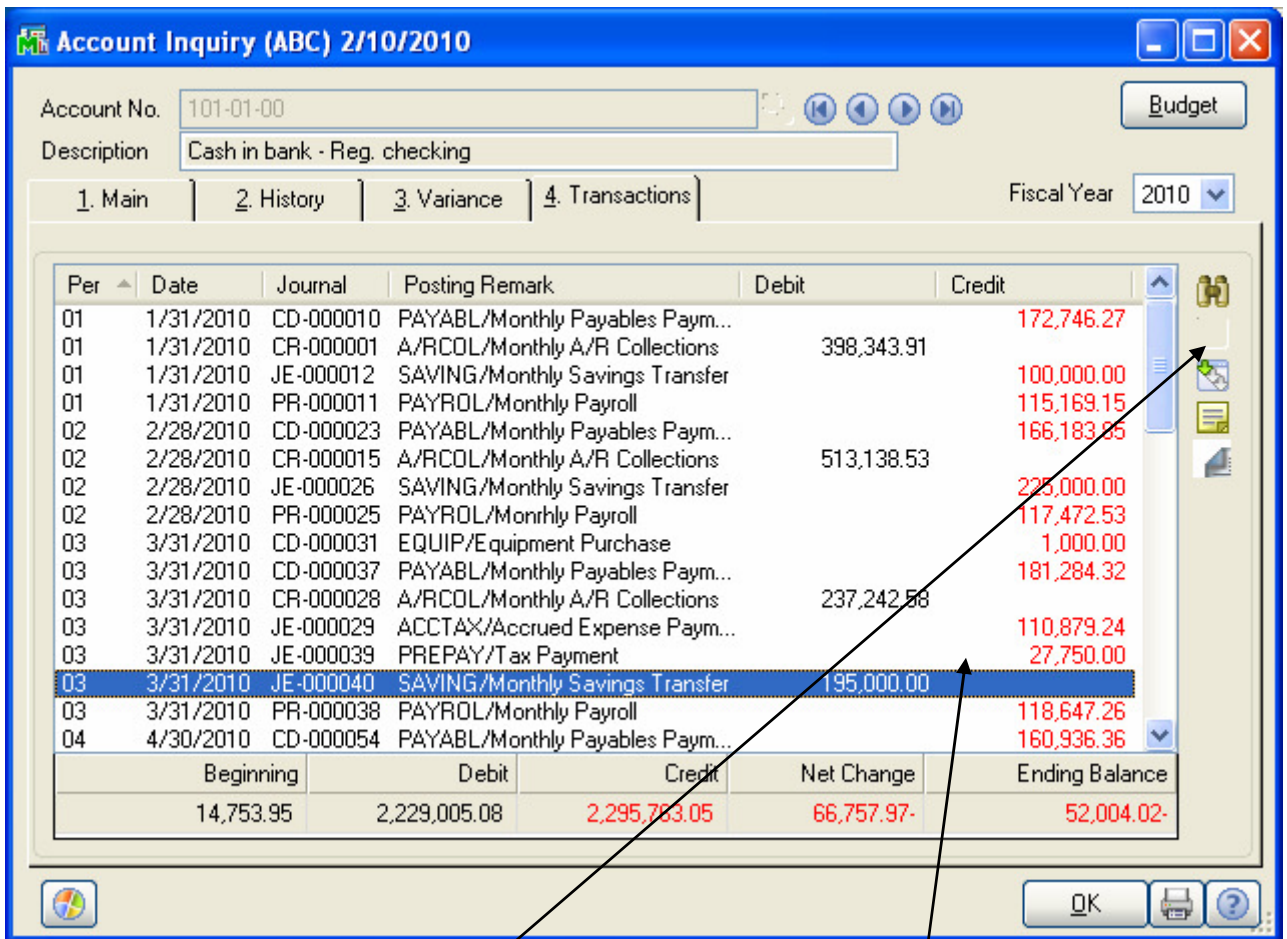 Account Inquiry (ABC) 2/10/2010
Account No. 101-01-00 Budget
Description Cash in bank - Reg. checking
1. Main 2. History 3. Variance 4. Transactions Fiscal Year 2010
Per Date Journal Posting Remark Debit Credit
01 1/31/2010 CD-000010 PAYABL/Monthly Payables Paym... 172,746.27
01 1/31/2010 CR-000001 A/RCOL/Monthly A/R Collections 398,343.91
01 1/31/2010 JE-000012 SAVING/Monthly Savings Transfer 100,000.00
01 1/31/2010 PR-000011 PAYROL/Monthly Payroll 115,169.15
02 2/28/2010 CD-000023 PAYABL/Monthly Payables Paym... 166,183.95
02 2/28/2010 CR-000015 A/RCOL/Monthly A/R Collections 513,138.53
02 2/28/2010 JE-000026 SAVING/Monthly Savings Transfer 225,000.00
02 2/28/2010 PR-000025 PAYROL/Monrhly Payroll 117,472.53
03 3/31/2010 CD-000031 EQUIP/Equipment Purchase 1,000.00
03 3/31/2010 CD-000037 PAYABL/Monthly Payables Paym... 181,284.32
03 3/31/2010 CR-000028 A/RCOL/Monthly A/R Collections 237,242.58
03 3/31/2010 JE-000029 ACCTAX/Accrued Expense Paym... 110,879.24
03 3/31/2010 JE-000039 PREPAY/Tax Payment 27,750.00
03 3/31/2010 JE-000040 SAVING/Monthly Savings Transfer 195,000.00
03 3/31/2010 PR-000038 PAYROL/Monthly Payroll 118,647.26
04 4/30/2010 CD-000054 PAYABL/Monthly Payables Paym... 160,936.36
Beginning Debit Credit Net Change Ending Balance
14,753.95 2,229,005.08 2,295,763.05 66,757.97- 52,004.02-
OK